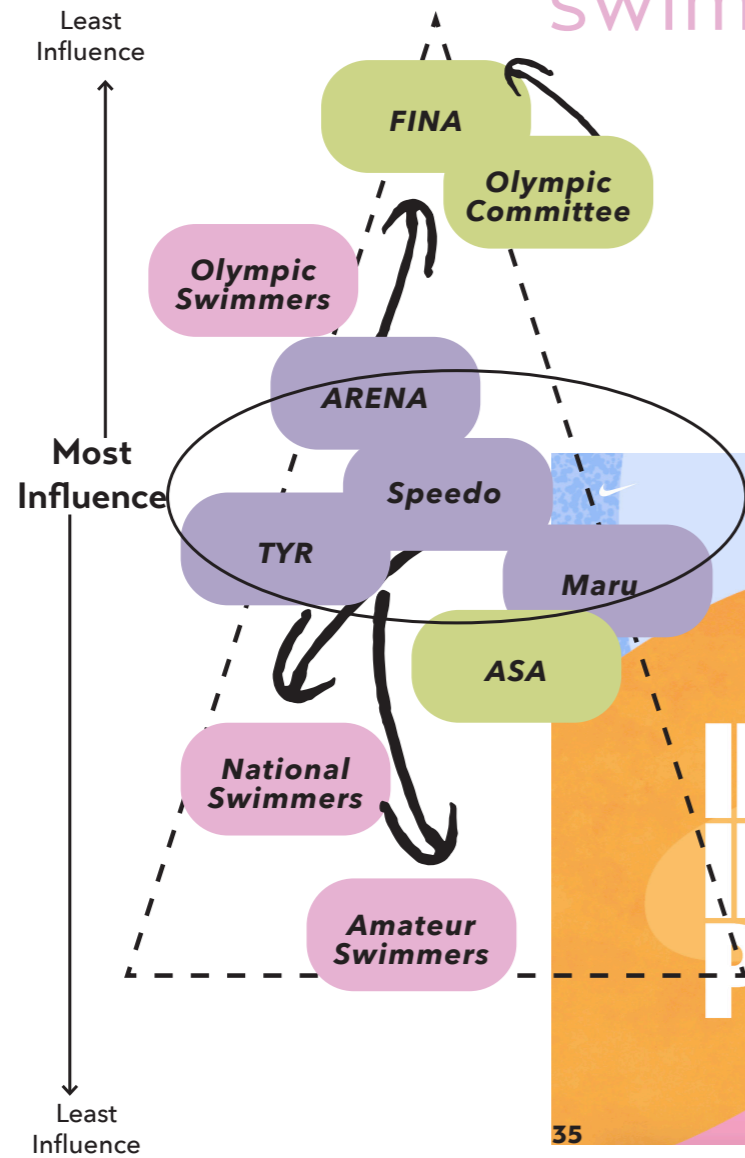 swim
Least
Influence
FINA
Olympic
Committee
Olympic
Swimmers
ARENA
Most
Influence
Speedo
TYR
Maru
ASA
National
Swimmers
Amateur
Swimmers
Least
Influence
35